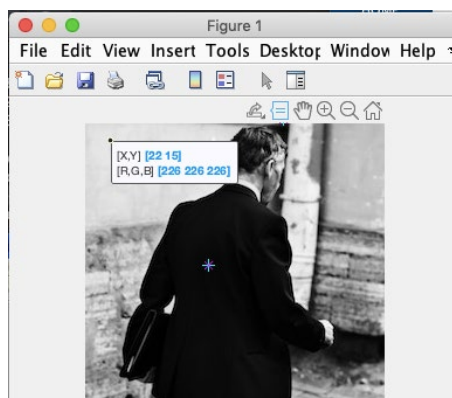 Figure 1
File Edit View Insert Tools Desktop Window Help
[X,Y] [22 15]
[R,G,B] [226 226 226]